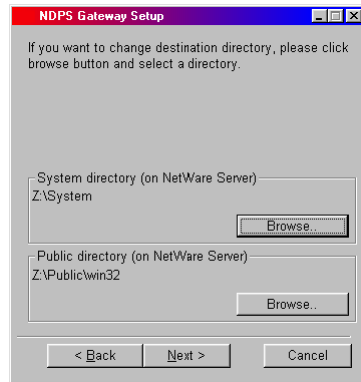 NDPS Gateway Setup
If you want to change destination directory, please click
browse button and select a directory.
System directory (on NetWare Server)
Z:\System
Browse..
Public directory (on NetWare Server)
Z:\Public\win32
Browse..
< Back Next > Cancel